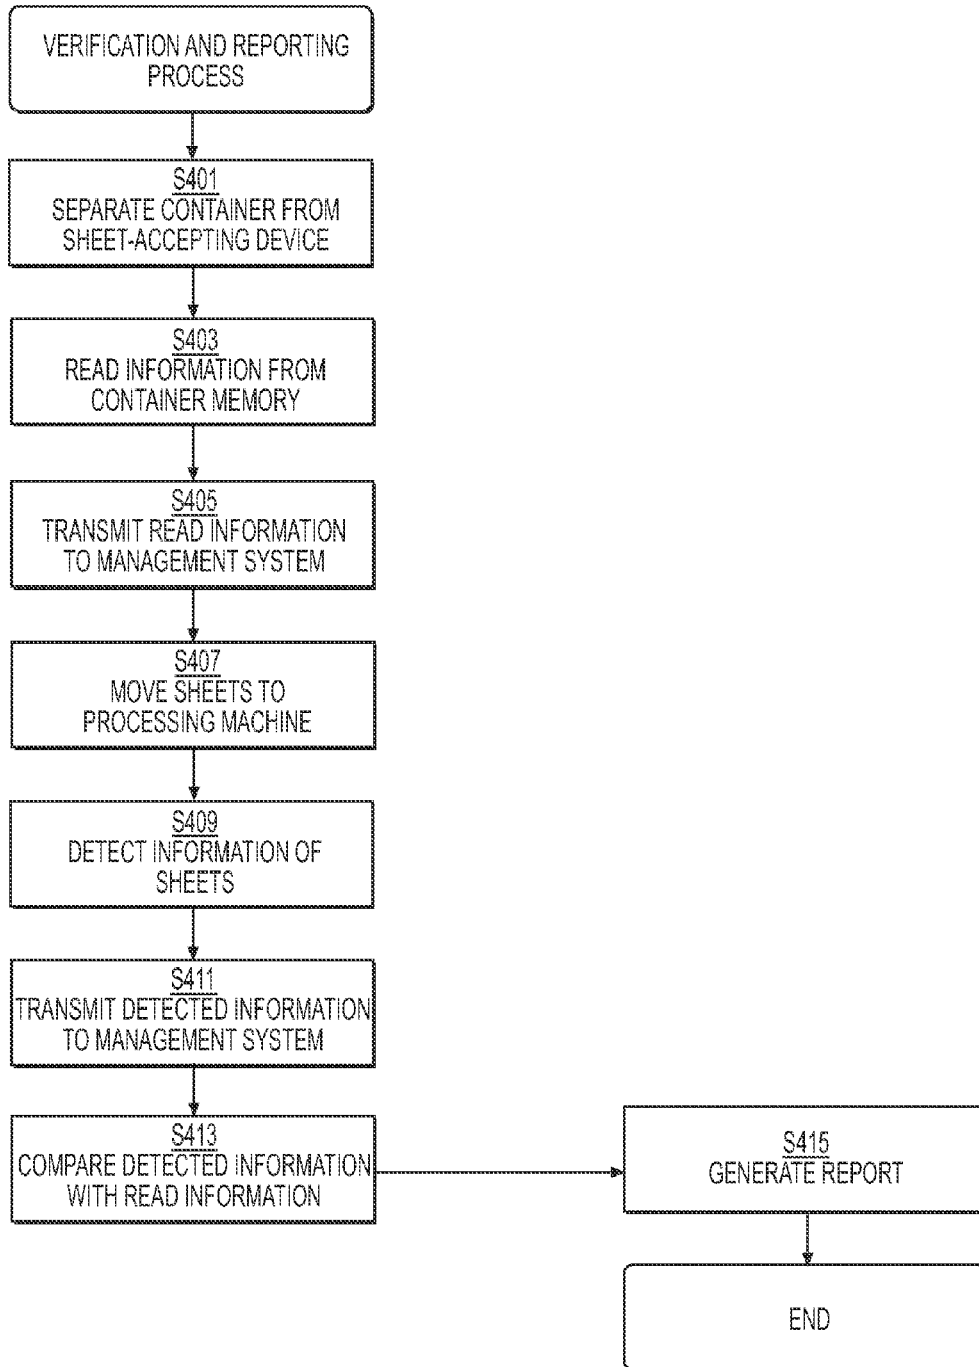 VERIFICATION AND REPORTING
PROCESS
S401
SEPARATE CONTAINER FROM
SHEET-ACCEPTING DEVICE
S403
READ INFORMATION FROM
CONTAINER MEMORY
S405
TRANSMIT READ INFORMATION
TO MANAGEMENT SYSTEM
S407
MOVE SHEETS TO
PROCESSING MACHINE
S409
DETECT INFORMATION OF
SHEETS
S411
TRANSMIT DETECTED INFORMATION
TO MANAGEMENT SYSTEM
S413
COMPARE DETECTED INFORMATION
WITH READ INFORMATION
S415
GENERATE REPORT
END